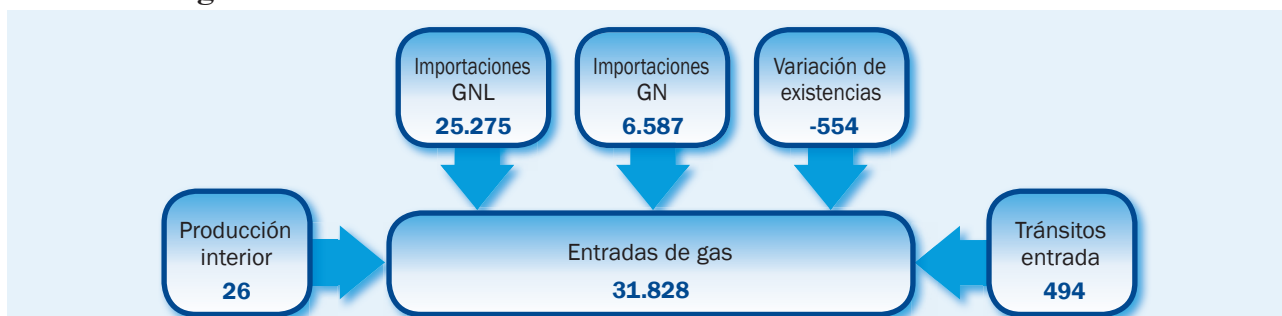 Importaciones
GNL
25.275
Importaciones
GN
6.587
Variación de
existencias
-554
Producción
interior
26
Entradas de gas
31.828
Tránsitos
entrada
494